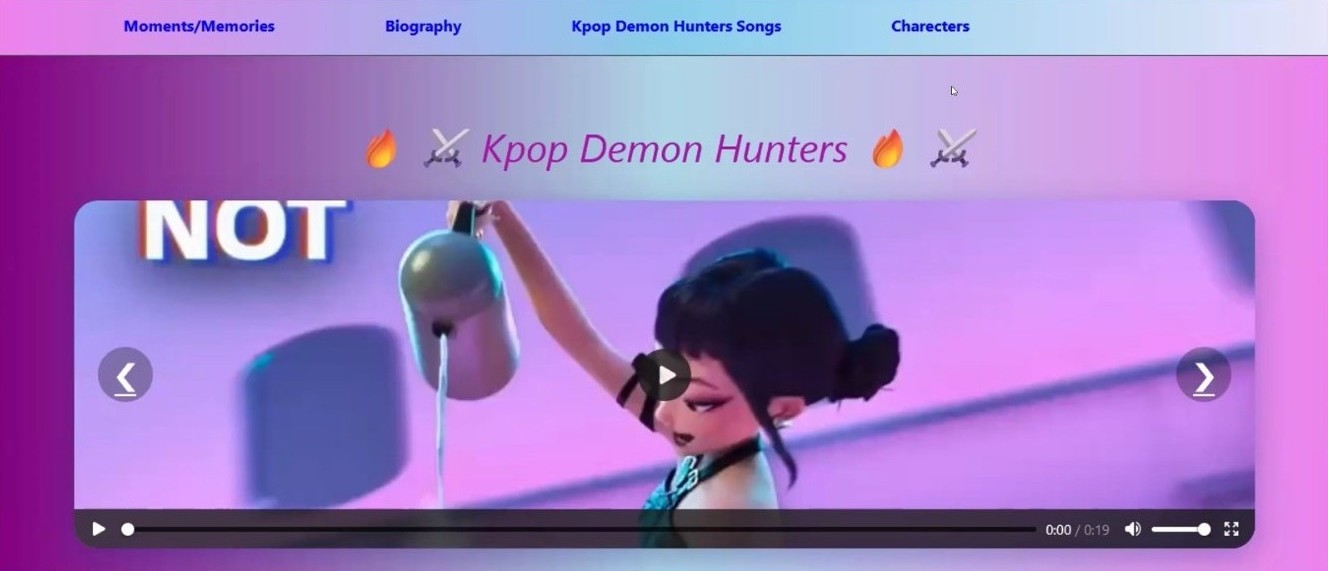 Moments/Memories
Biography
Kpop Demon Hunters Songs
Charecters
🔥 ⚔️ Kpop Demon Hunters 🔥 ⚔️
NOT
❮
❯
0:00 / 0:19